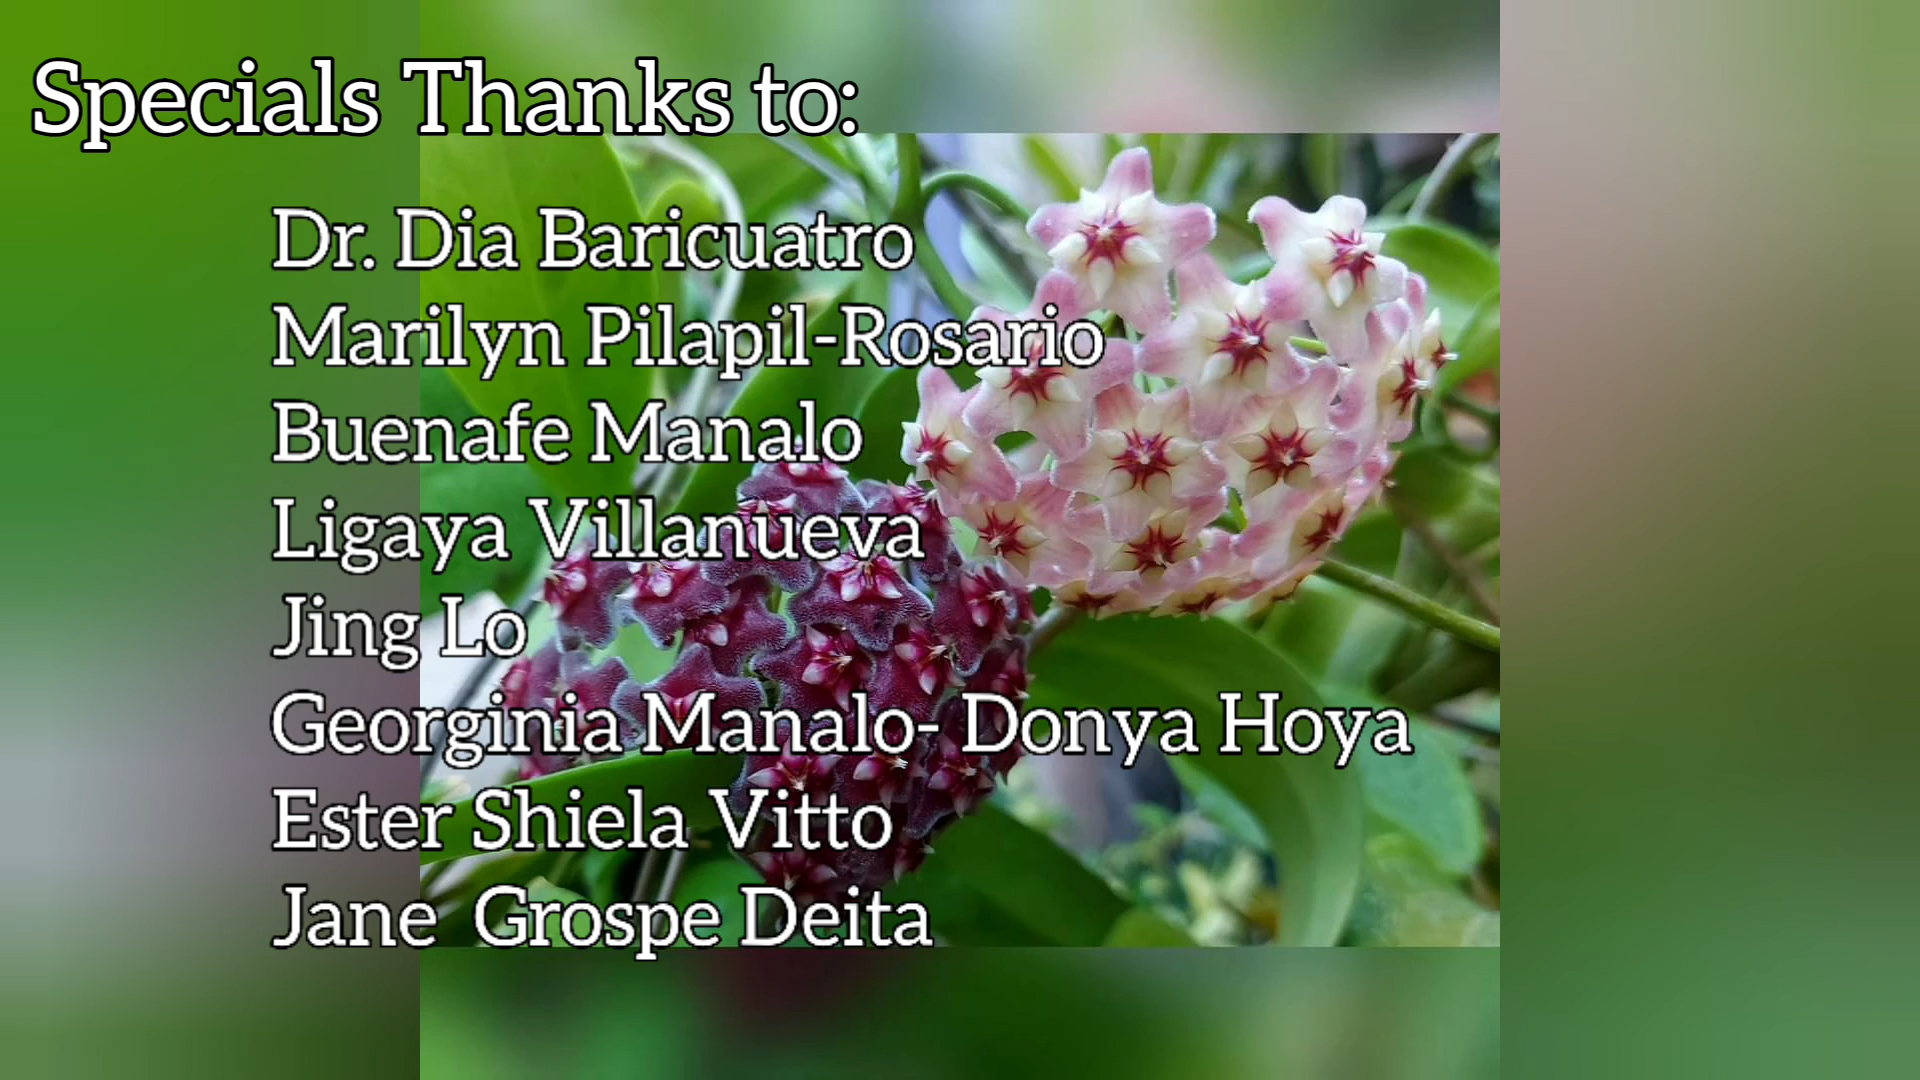 Specials Thanks to:
Dr. Dia Baricuatro
Marilyn Pilapil-Rosario
Buenafe Manalo
Ligaya Villanueva
Jing Lo
Georginia Manalo- Donya Hoya
Ester Shiela Vitto
Jane Grospe Deita